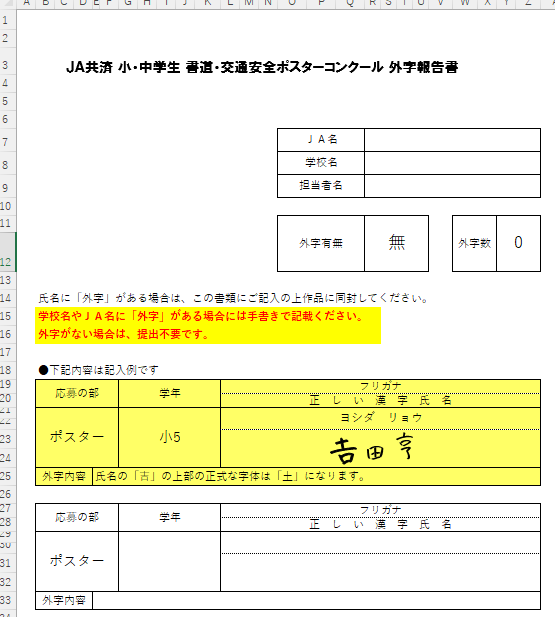 A B C D E F G H I J K L M N O P Q R S T U V W X Y Z
1
2
3 JA共済 小・中学生 書道・交通安全ポスターコンクール 外字報告書
4
5
6
7 ＪＡ名
8 学校名
9 担当者名
10
11
12 外字有無 無 外字数 0
13
14 氏名に「外字」がある場合は、この書類にご記入の上作品に同封してください。
15 学校名やＪＡ名に「外字」がある場合には手書きで記載ください。
16 外字がない場合は、提出不要です。
17
18 ●下記内容は記入例です
19 応募の部 学年 フリガナ
20 正しい漢字氏名
21
22 ヨシダ リョウ
23 ポスター 小5 𠮷田亨
24
25 外字内容 氏名の「吉」の上部の正式な字体は「土」になります。
26
27 応募の部 学年 フリガナ
28 正しい漢字氏名
29
30
31 ポスター
32
33 外字内容